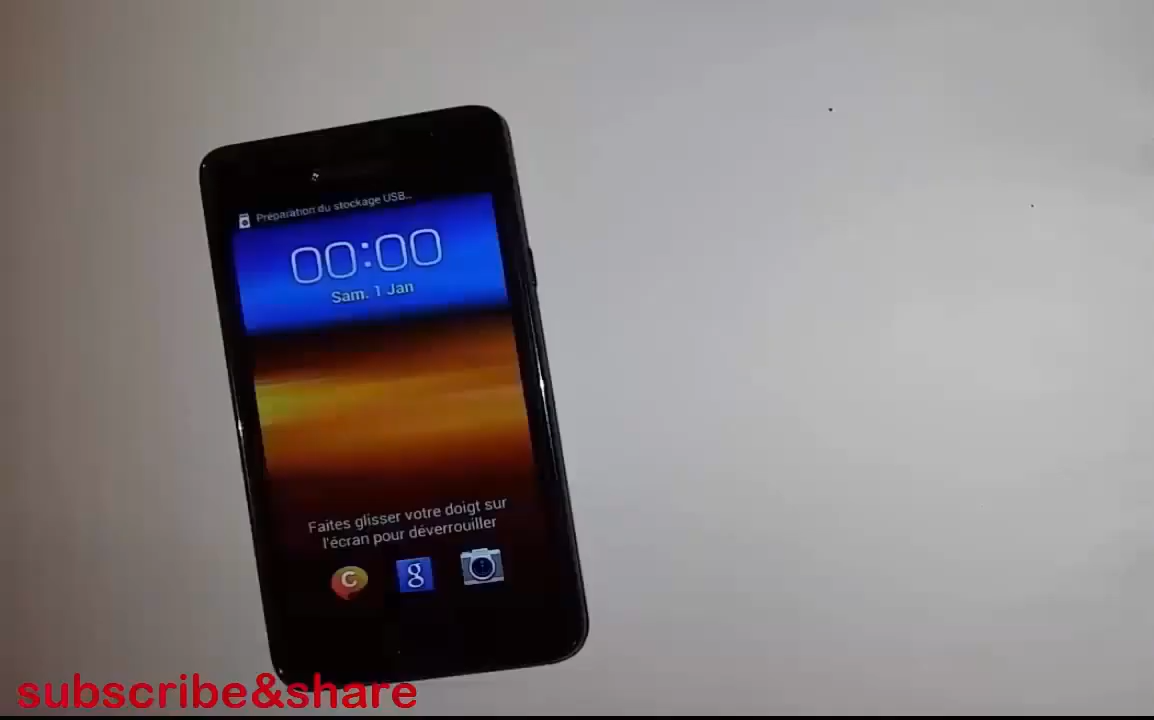 Préparation du stockage USB..
00:00
Sam. 1 Jan
Faites glisser votre doigt sur
l'écran pour déverrouiller
C
g
subscribe&share